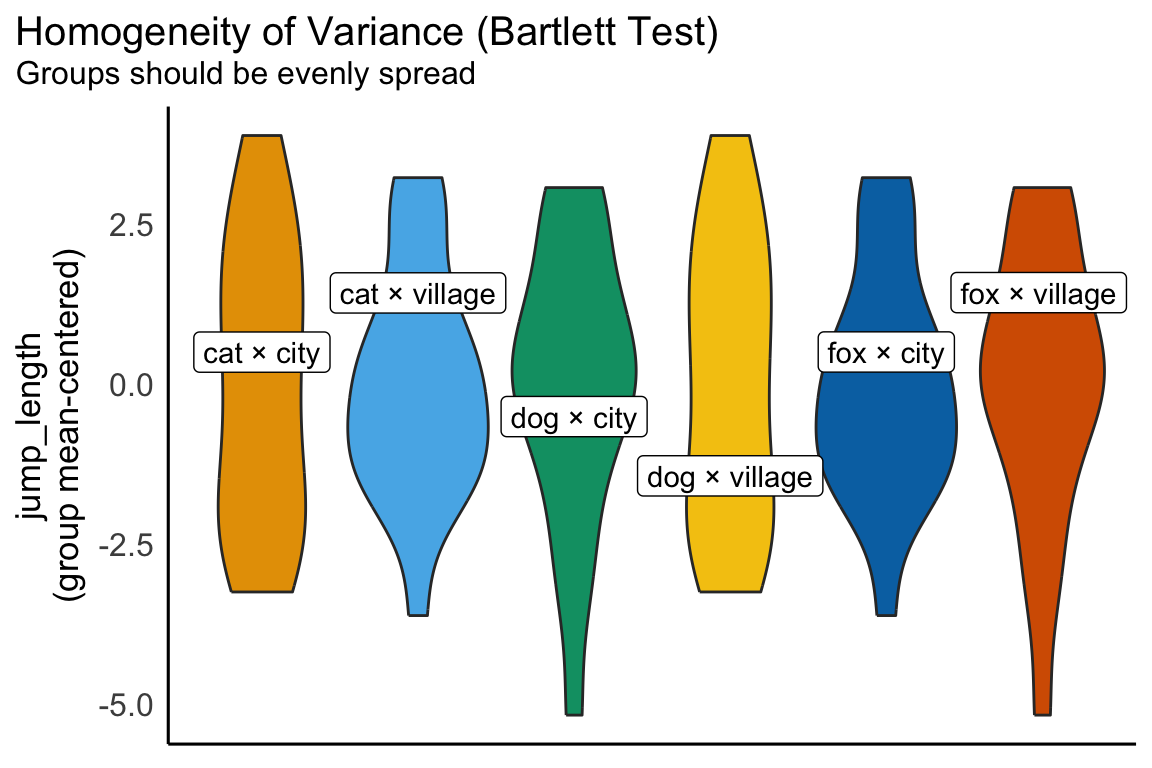 Homogeneity of Variance (Bartlett Test)
Groups should be evenly spread
jump_length
(group mean-centered)
2.5
0.0
-2.5
-5.0
cat × city
cat × village
dog × city
dog × village
fox × city
fox × village